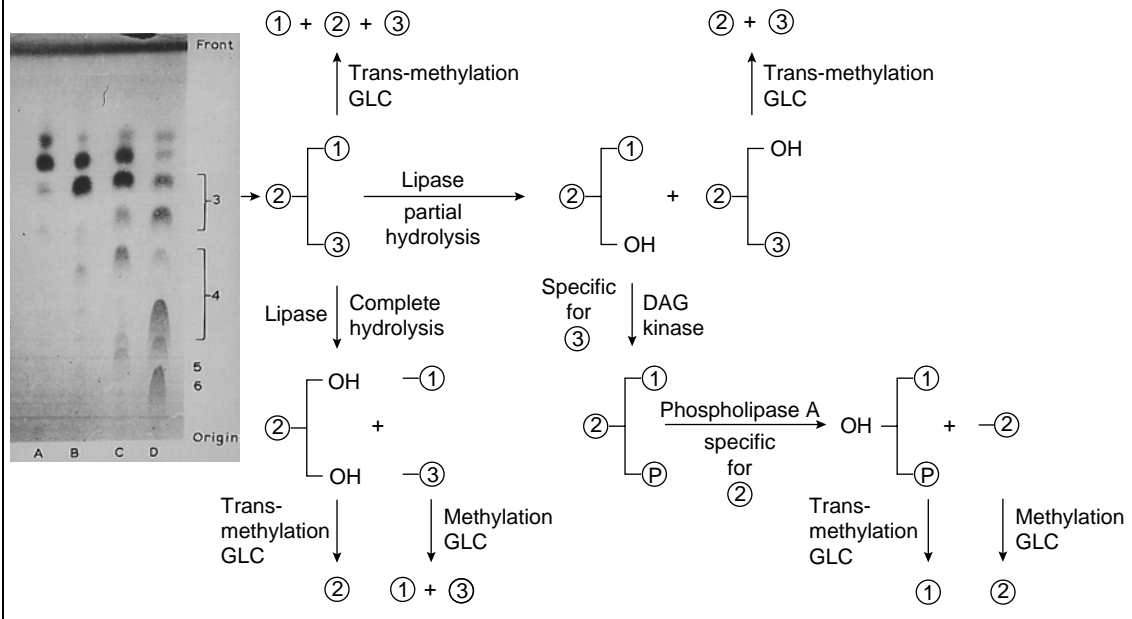 ① + ② + ③
② + ③
Front
Trans-methylation
GLC
Trans-methylation
GLC
①
②
③
3
Lipase
partial
hydrolysis
①
②
OH
+
OH
②
③
4
Lipase
Complete
hydrolysis
Specific
for
③
DAG
kinase
5
6
Origin
A B C D
OH
②
OH
+
①
③
①
②
Ⓟ
Phospholipase A
specific
for
②
①
OH
Ⓟ
+
②
Trans-
methylation
GLC
Methylation
GLC
Trans-
methylation
GLC
Methylation
GLC
②
① + ③
①
②